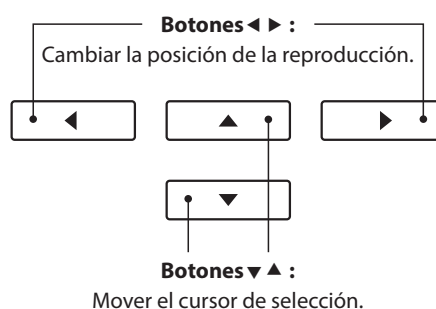 Botones◀ ▶ :
Cambiar la posición de la reproducción.
◀ ▲ ▶
▼
Botones▼ ▲ :
Mover el cursor de selección.